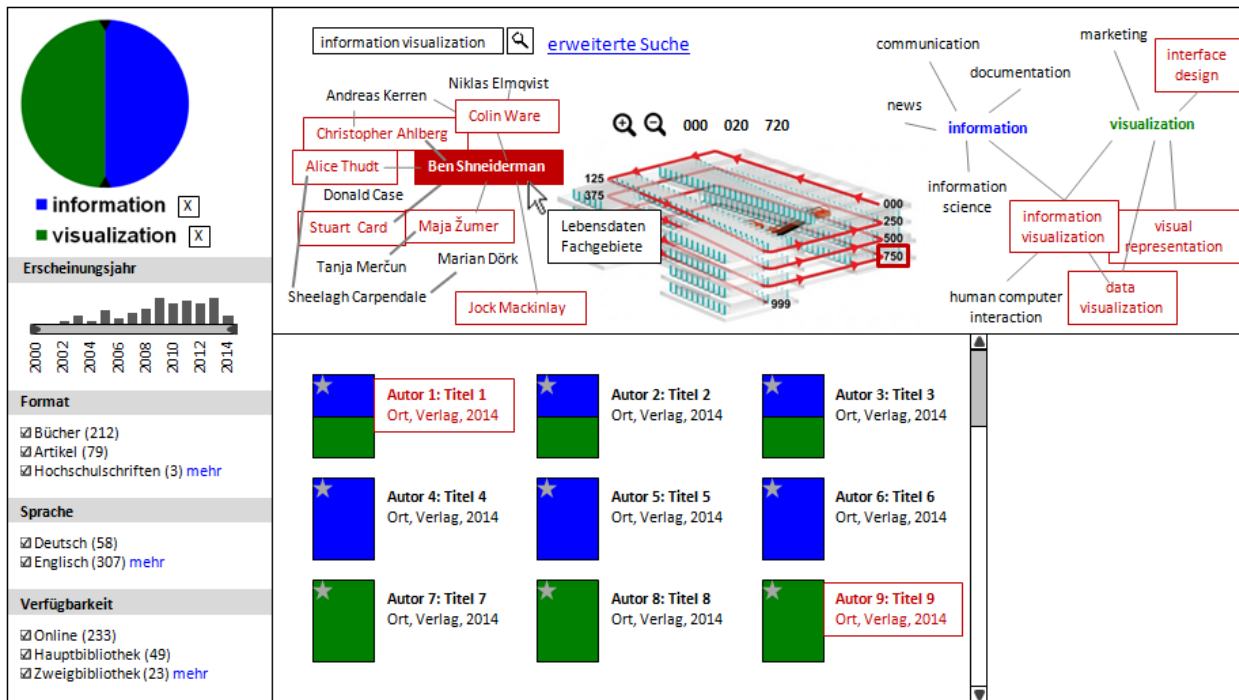 information X
visualization X
Erscheinungsjahr
2000 2002 2004 2006 2008 2010 2012 2014
Format
Bücher (212)
Artikel (79)
Hochschulschriften (3) mehr
Sprache
Deutsch (58)
Englisch (307) mehr
Verfügbarkeit
Online (233)
Hauptbibliothek (49)
Zweigbibliothek (23) mehr
information visualization
erweiterte Suche
Niklas Elmqvist
Andreas Kerren
Colin Ware
Christopher Ahlberg
Alice Thudt
Ben Shneiderman
Donald Case
Stuart Card
Maja Žumer
Tanja Merčun
Marian Dörk
Sheelagh Carpendale
Jock Mackinlay
Lebensdaten
Fachgebiete
000 020 720
125
375
000
250
500
750
999
communication
marketing
interface
design
documentation
news
information
visualization
information
science
information
visualization
visual
representation
human computer
interaction
data
visualization
Autor 1: Titel 1
Ort, Verlag, 2014
Autor 2: Titel 2
Ort, Verlag, 2014
Autor 3: Titel 3
Ort, Verlag, 2014
Autor 4: Titel 4
Ort, Verlag, 2014
Autor 5: Titel 5
Ort, Verlag, 2014
Autor 6: Titel 6
Ort, Verlag, 2014
Autor 7: Titel 7
Ort, Verlag, 2014
Autor 8: Titel 8
Ort, Verlag, 2014
Autor 9: Titel 9
Ort, Verlag, 2014